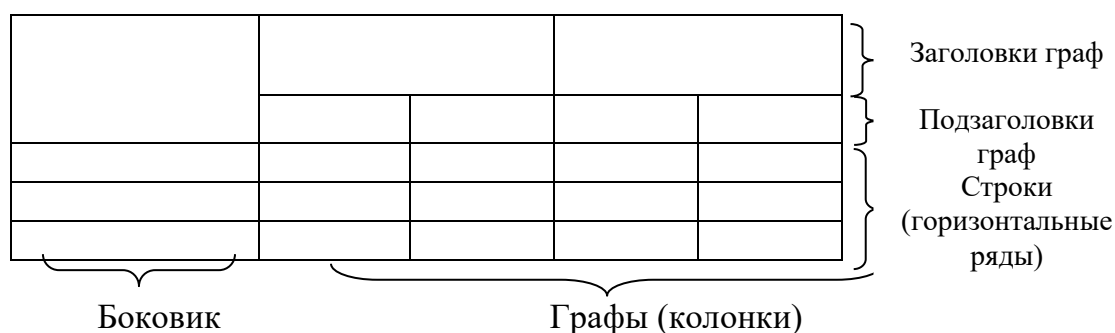 Заголовки граф
Подзаголовки
граф
Строки
(горизонтальные
ряды)
Боковик
Графы (колонки)